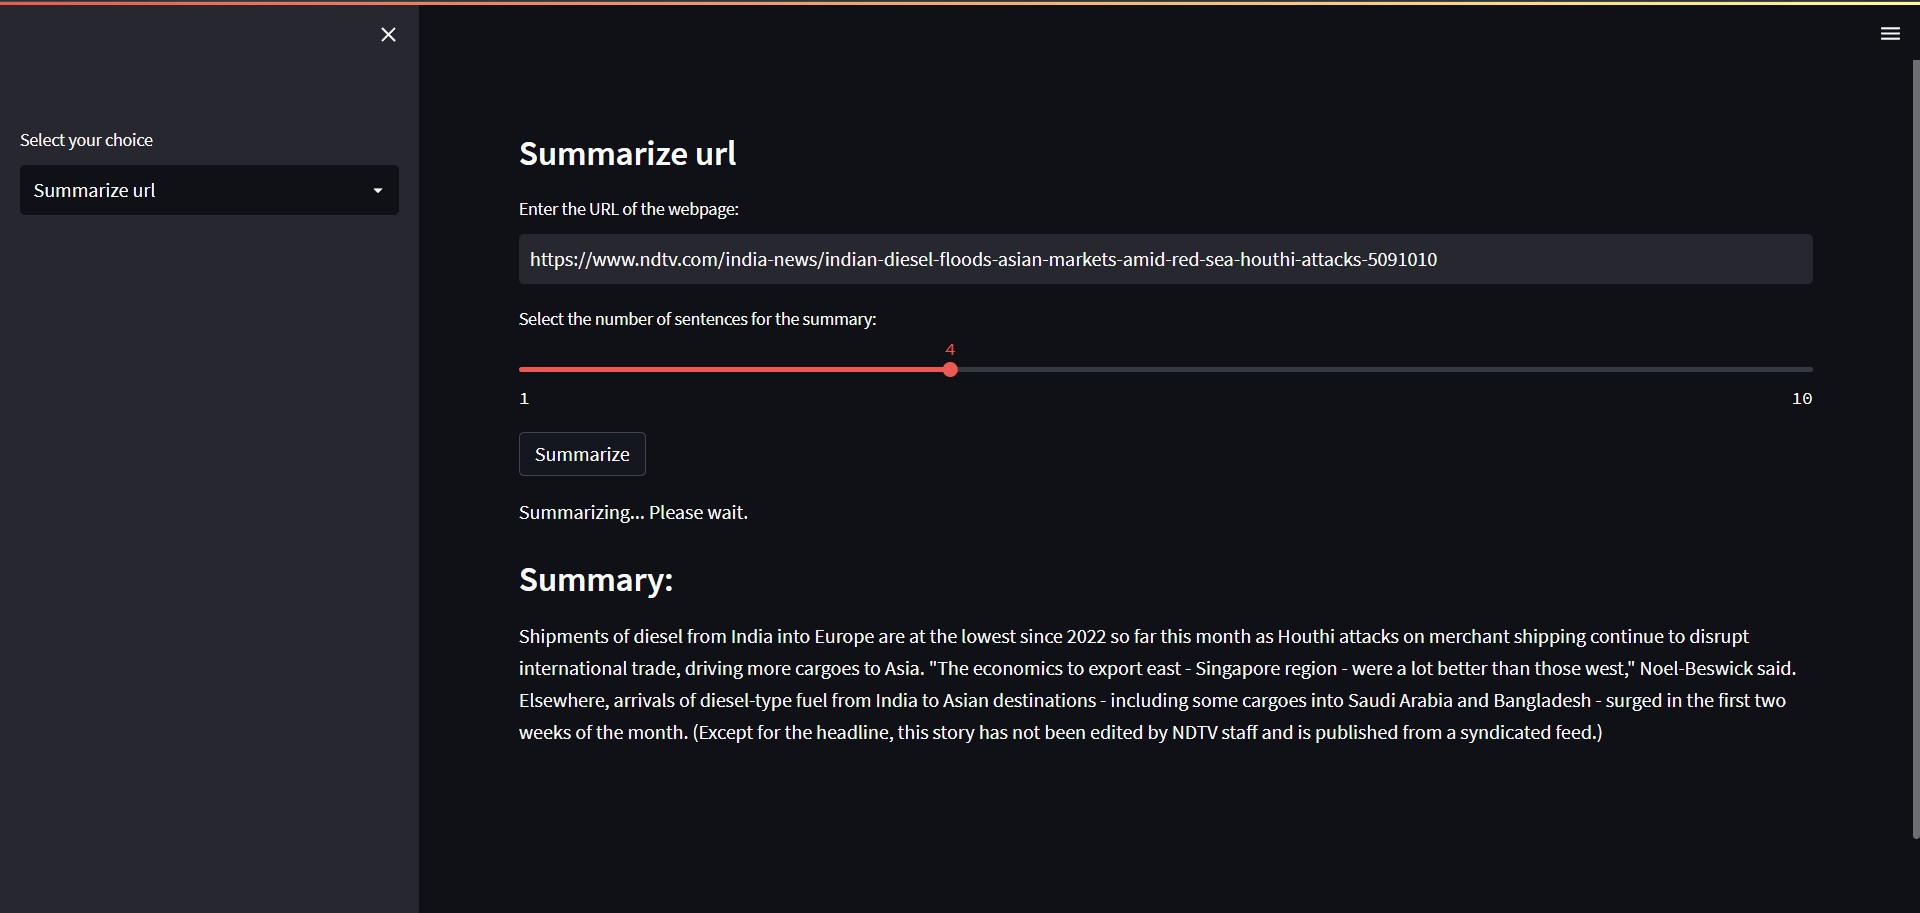 Select your choice
Summarize url
Summarize url
Enter the URL of the webpage:
https://www.ndtv.com/india-news/indian-diesel-floods-asian-markets-amid-red-sea-houthi-attacks-5091010
Select the number of sentences for the summary:
4
1
10
Summarize
Summarizing... Please wait.
Summary:
Shipments of diesel from India into Europe are at the lowest since 2022 so far this month as Houthi attacks on merchant shipping continue to disrupt
international trade, driving more cargoes to Asia. "The economics to export east - Singapore region - were a lot better than those west," Noel-Beswick said.
Elsewhere, arrivals of diesel-type fuel from India to Asian destinations - including some cargoes into Saudi Arabia and Bangladesh - surged in the first two
weeks of the month. (Except for the headline, this story has not been edited by NDTV staff and is published from a syndicated feed.)